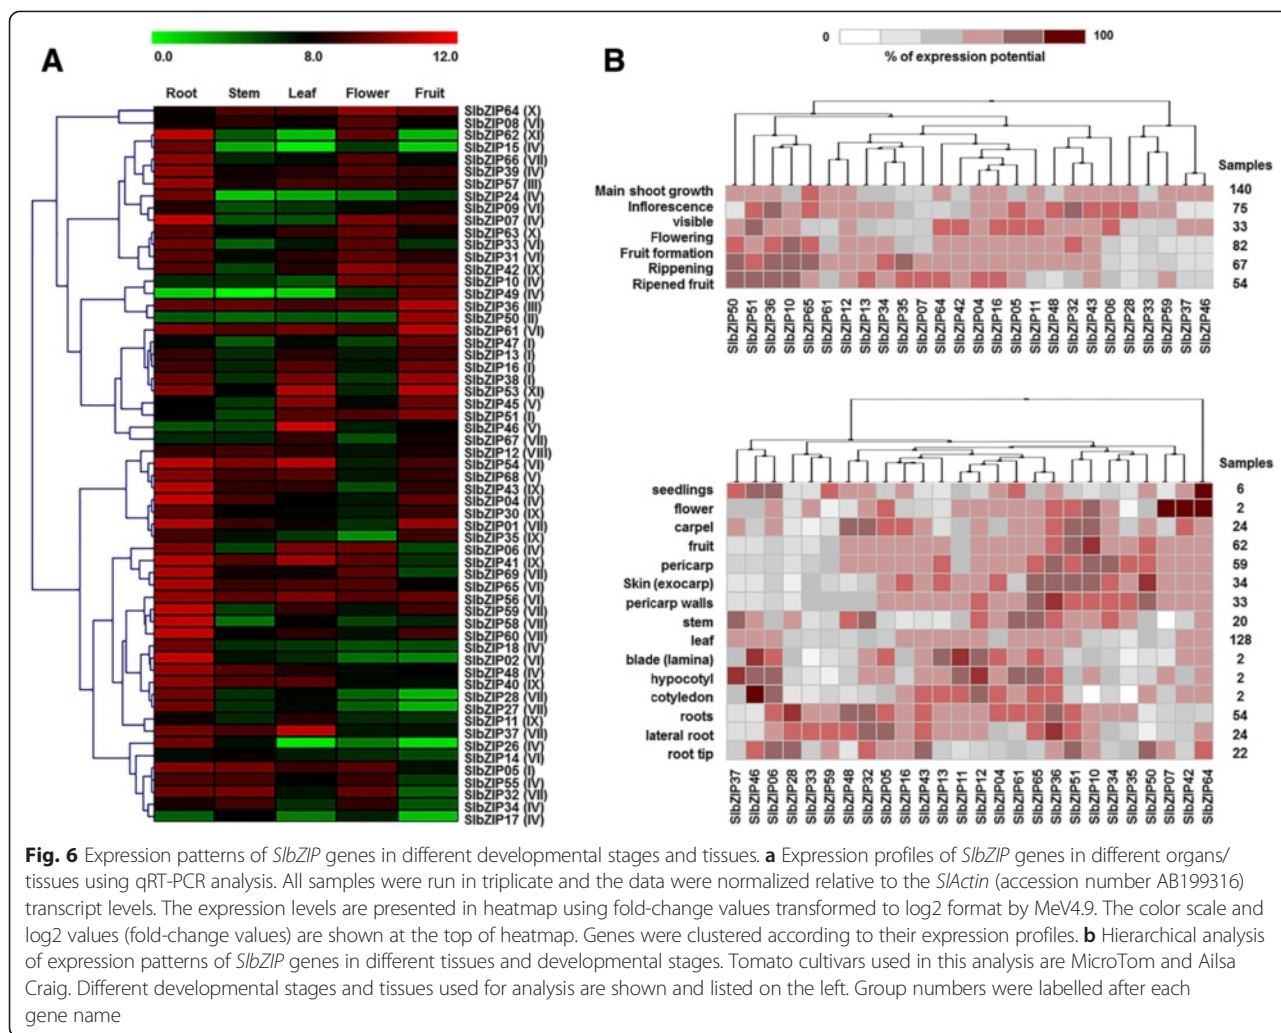 A
0.0 8.0 12.0
Root Stem Leaf Flower Fruit
SlbZIP64 (X)
SlbZIP08 (VI)
SlbZIP62 (XI)
SlbZIP15 (IV)
SlbZIP66 (VII)
SlbZIP39 (IV)
SlbZIP57 (III)
SlbZIP24 (IV)
SlbZIP09 (VI)
SlbZIP07 (IV)
SlbZIP63 (X)
SlbZIP33 (VI)
SlbZIP31 (VI)
SlbZIP42 (IX)
SlbZIP10 (IV)
SlbZIP49 (IV)
SlbZIP36 (III)
SlbZIP50 (II)
SlbZIP61 (VI)
SlbZIP47 (I)
SlbZIP13 (I)
SlbZIP16 (I)
SlbZIP38 (I)
SlbZIP53 (XI)
SlbZIP45 (V)
SlbZIP51 (I)
SlbZIP46 (V)
SlbZIP67 (VII)
SlbZIP12 (VIII)
SlbZIP54 (VI)
SlbZIP68 (V)
SlbZIP43 (IX)
SlbZIP04 (IV)
SlbZIP30 (IX)
SlbZIP01 (VII)
SlbZIP35 (IX)
SlbZIP06 (IV)
SlbZIP41 (IX)
SlbZIP69 (VII)
SlbZIP65 (VI)
SlbZIP56 (VI)
SlbZIP59 (VII)
SlbZIP58 (VII)
SlbZIP60 (VII)
SlbZIP18 (IV)
SlbZIP02 (VI)
SlbZIP48 (IV)
SlbZIP40 (IX)
SlbZIP28 (VII)
SlbZIP27 (VII)
SlbZIP11 (IX)
SlbZIP37 (VII)
SlbZIP26 (IV)
SlbZIP14 (VI)
SlbZIP05 (I)
SlbZIP55 (IV)
SlbZIP32 (VII)
SlbZIP34 (IV)
SlbZIP17 (IV)
B
0 100
% of expression potential
Samples
Main shoot growth 140
Inflorescence 75
visible 33
Flowering 82
Fruit formation 67
Rippening 54
Ripened fruit
SlbZIP50
SlbZIP51
SlbZIP36
SlbZIP10
SlbZIP65
SlbZIP61
SlbZIP12
SlbZIP13
SlbZIP34
SlbZIP35
SlbZIP07
SlbZIP64
SlbZIP42
SlbZIP04
SlbZIP16
SlbZIP05
SlbZIP11
SlbZIP48
SlbZIP32
SlbZIP43
SlbZIP06
SlbZIP28
SlbZIP33
SlbZIP59
SlbZIP37
SlbZIP46
Samples
seedlings 6
flower 2
carpel 24
fruit 62
pericarp 59
Skin (exocarp) 34
pericarp walls 33
stem 20
leaf 128
blade (lamina) 2
hypocotyl 2
cotyledon 2
roots 54
lateral root 24
root tip 22
SlbZIP37
SlbZIP46
SlbZIP06
SlbZIP28
SlbZIP33
SlbZIP59
SlbZIP48
SlbZIP32
SlbZIP05
SlbZIP16
SlbZIP43
SlbZIP13
SlbZIP11
SlbZIP12
SlbZIP04
SlbZIP61
SlbZIP65
SlbZIP36
SlbZIP51
SlbZIP10
SlbZIP34
SlbZIP35
SlbZIP50
SlbZIP07
SlbZIP42
SlbZIP64
Fig. 6 Expression patterns of SlbZIP genes in different developmental stages and tissues. a Expression profiles of SlbZIP genes in different organs/
tissues using qRT-PCR analysis. All samples were run in triplicate and the data were normalized relative to the SlActin (accession number AB199316)
transcript levels. The expression levels are presented in heatmap using fold-change values transformed to log2 format by MeV4.9. The color scale and
log2 values (fold-change values) are shown at the top of heatmap. Genes were clustered according to their expression profiles. b Hierarchical analysis
of expression patterns of SlbZIP genes in different tissues and developmental stages. Tomato cultivars used in this analysis are MicroTom and Ailsa
Craig. Different developmental stages and tissues used for analysis are shown and listed on the left. Group numbers were labelled after each
gene name